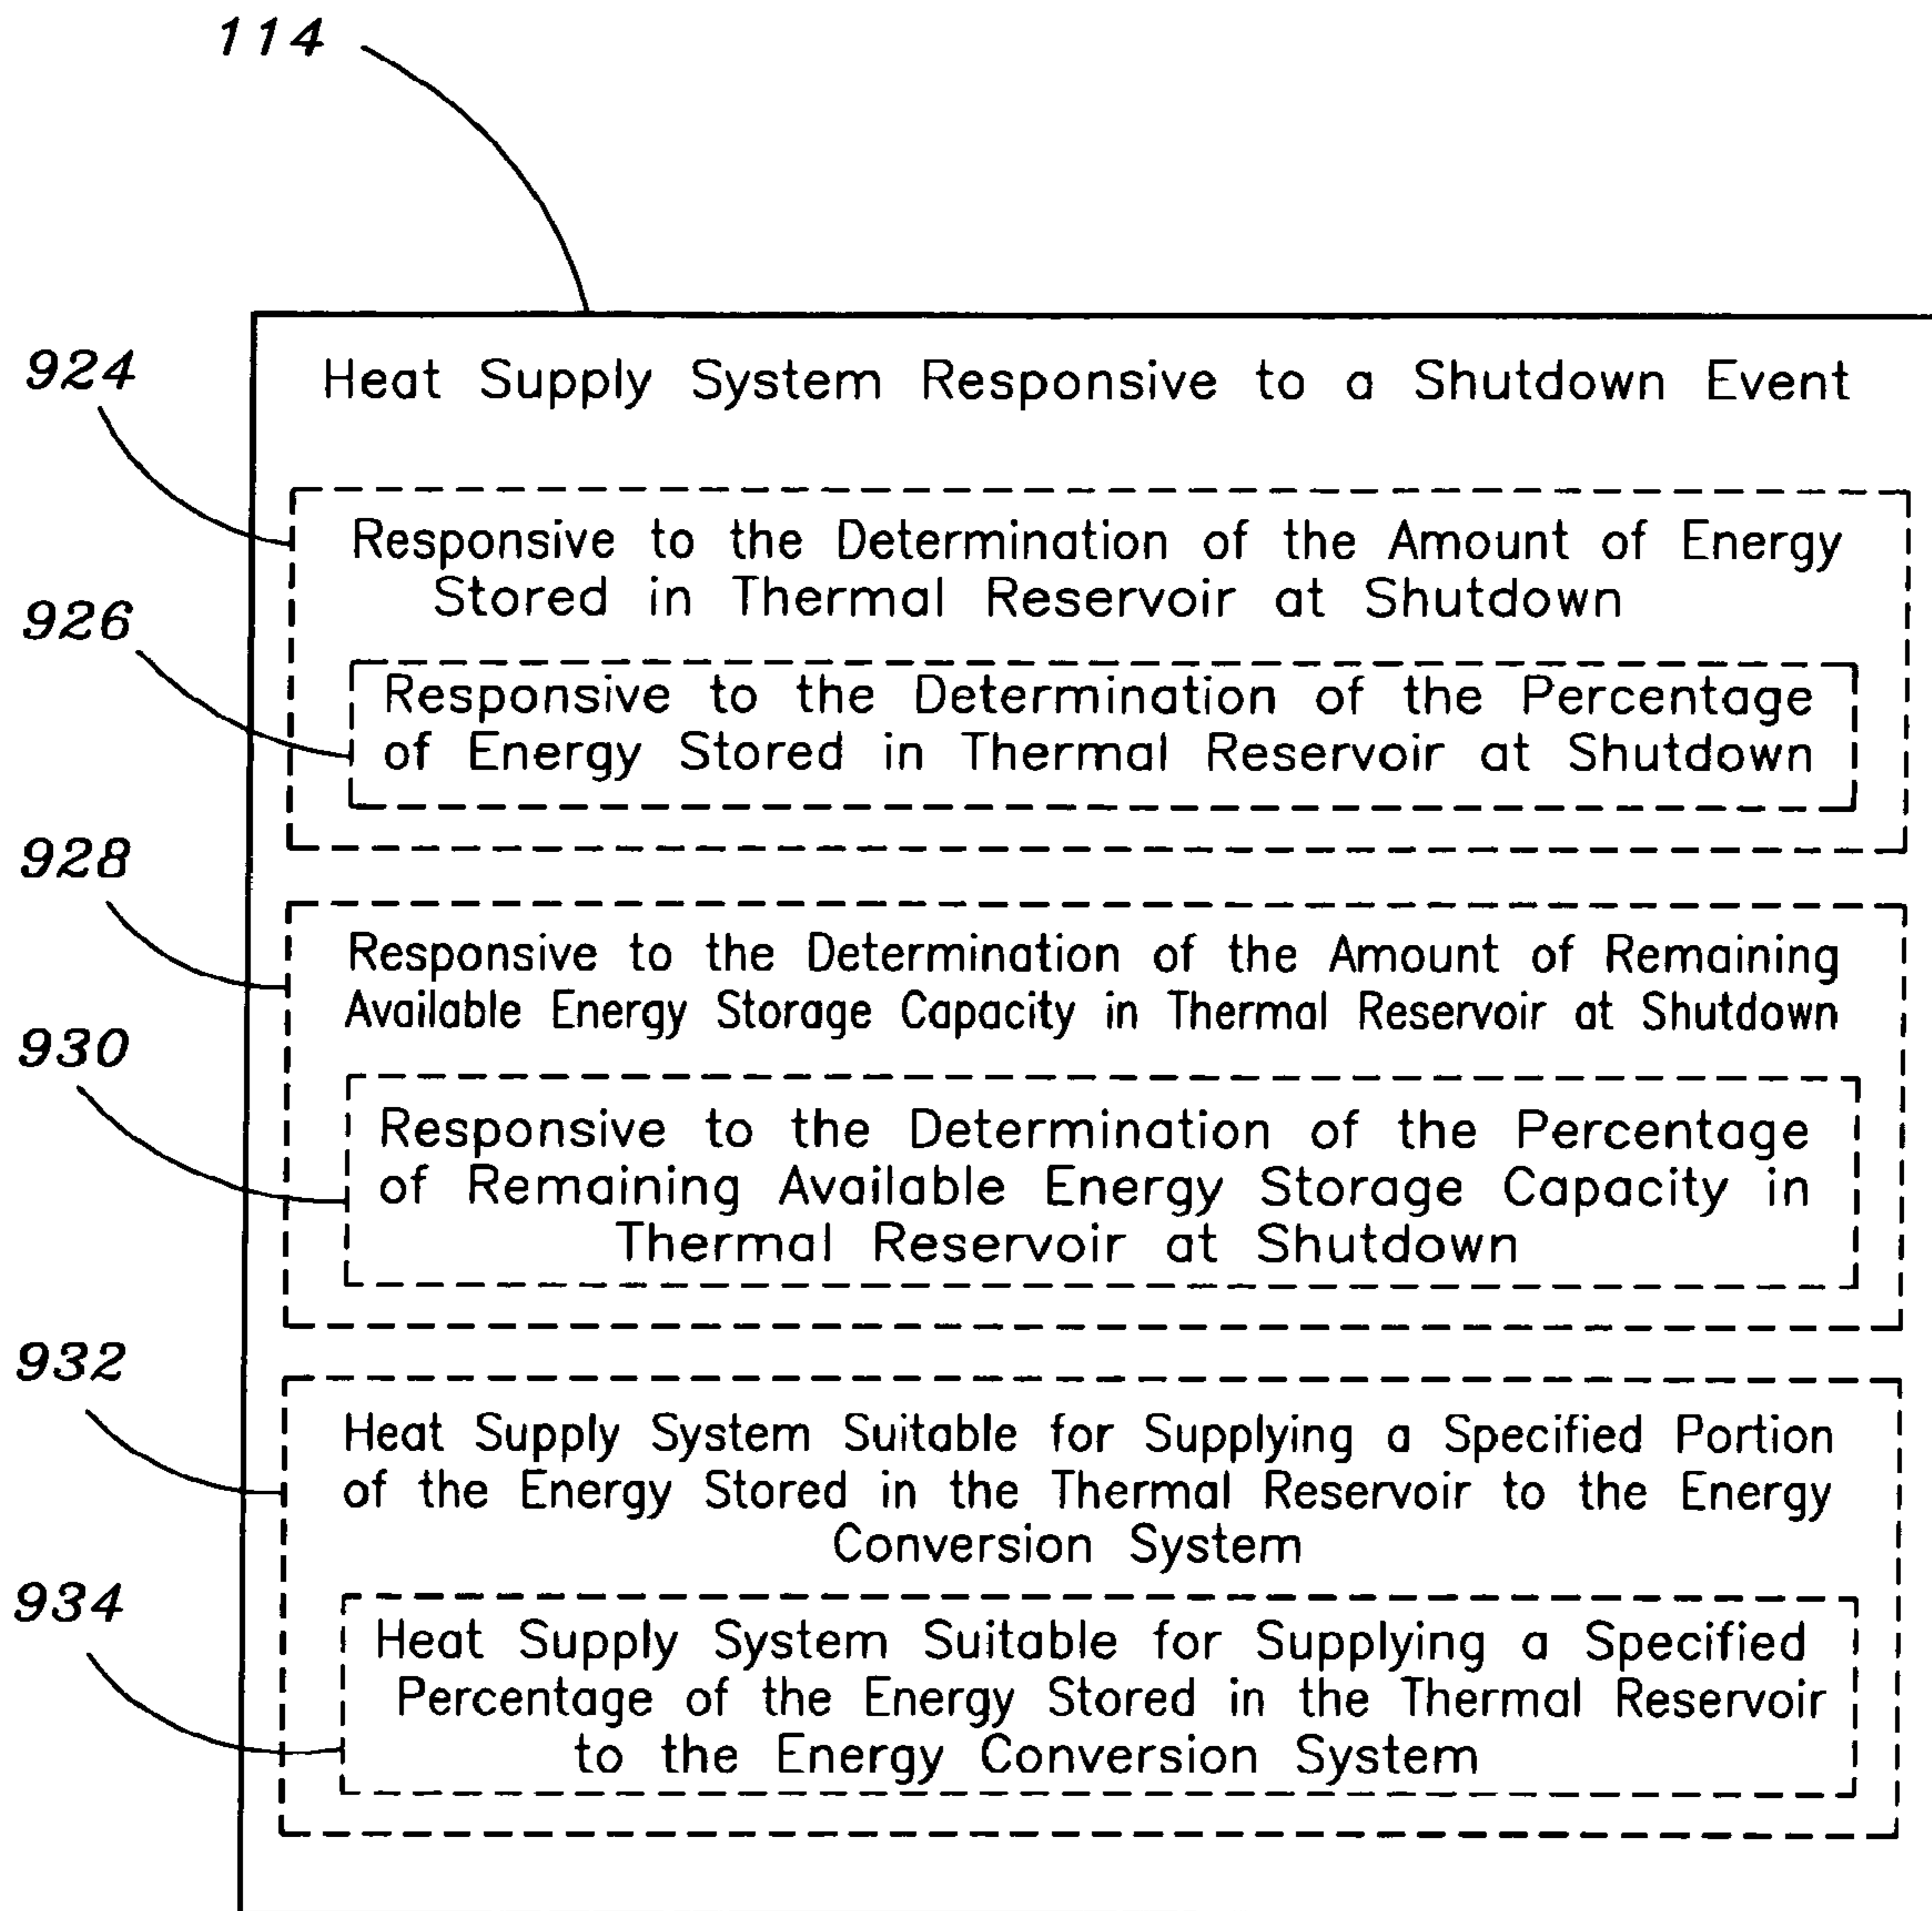 114
924
Heat Supply System Responsive to a Shutdown Event
Responsive to the Determination of the Amount of Energy
Stored in Thermal Reservoir at Shutdown
926
Responsive to the Determination of the Percentage
of Energy Stored in Thermal Reservoir at Shutdown
928
Responsive to the Determination of the Amount of Remaining
Available Energy Storage Capacity in Thermal Reservoir at Shutdown
930
Responsive to the Determination of the Percentage
of Remaining Available Energy Storage Capacity in
Thermal Reservoir at Shutdown
932
Heat Supply System Suitable for Supplying a Specified Portion
of the Energy Stored in the Thermal Reservoir to the Energy
Conversion System
934
Heat Supply System Suitable for Supplying a Specified
Percentage of the Energy Stored in the Thermal Reservoir
to the Energy Conversion System